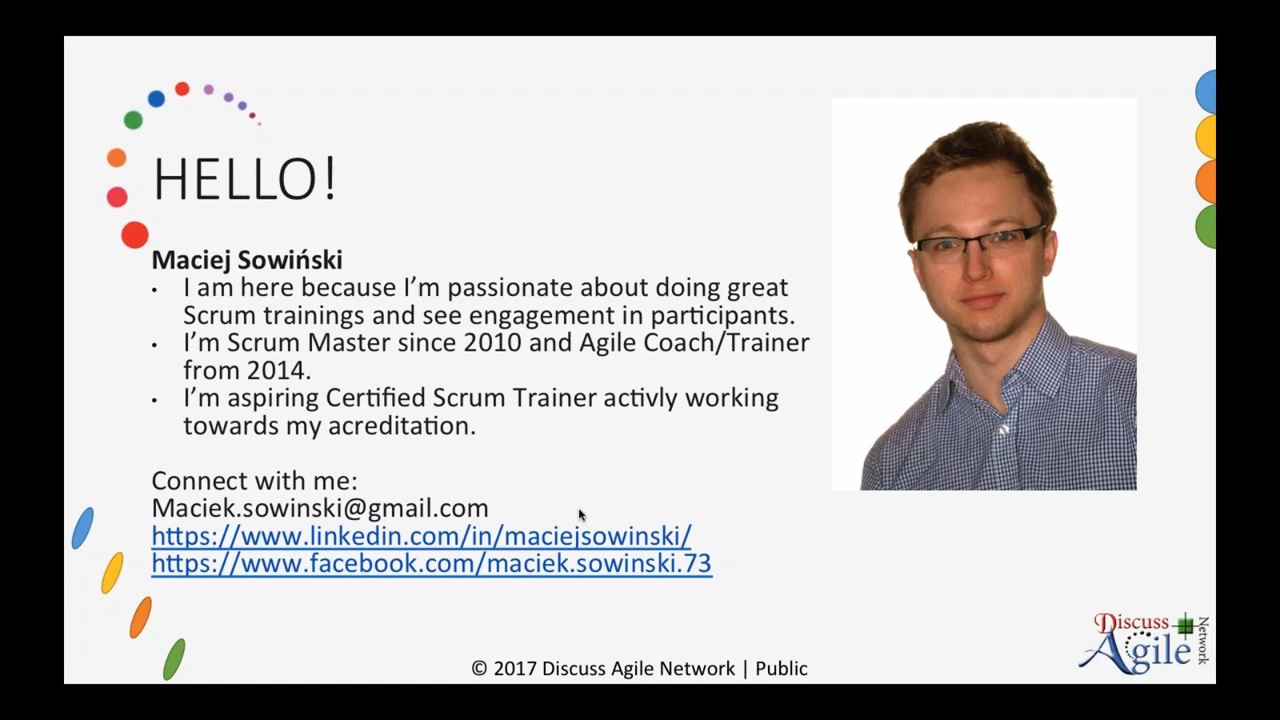 HELLO!
Maciej Sowiński
• I am here because I’m passionate about doing great
Scrum trainings and see engagement in participants.
• I’m Scrum Master since 2010 and Agile Coach/Trainer
from 2014.
• I’m aspiring Certified Scrum Trainer activly working
towards my acreditation.
Connect with me:
Maciek.sowinski@gmail.com
https://www.linkedin.com/in/maciejsowinski/
https://www.facebook.com/maciek.sowinski.73
© 2017 Discuss Agile Network | Public
Discuss
Agile
Network